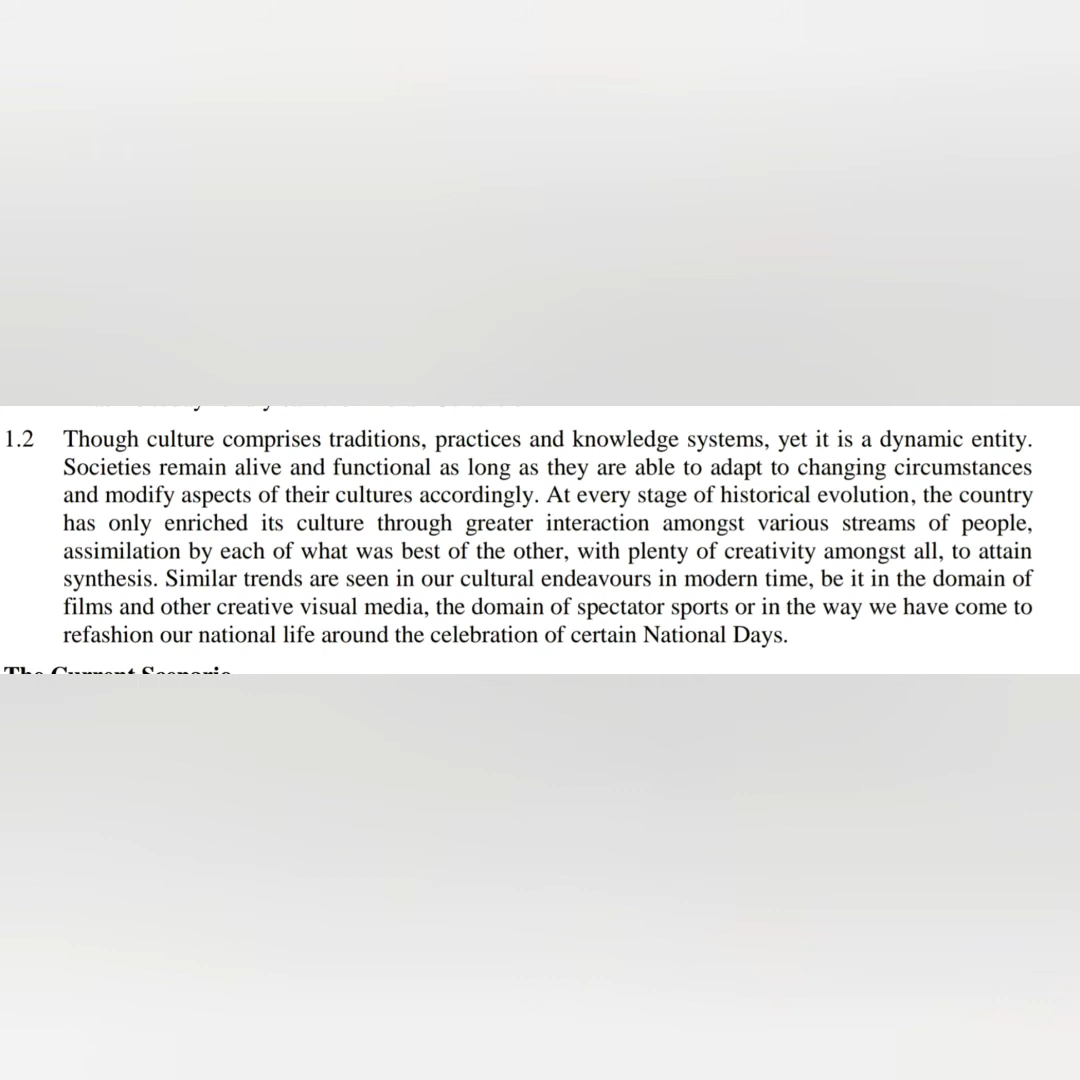 1.2 Though culture comprises traditions, practices and knowledge systems, yet it is a dynamic entity.
Societies remain alive and functional as long as they are able to adapt to changing circumstances
and modify aspects of their cultures accordingly. At every stage of historical evolution, the country
has only enriched its culture through greater interaction amongst various streams of people,
assimilation by each of what was best of the other, with plenty of creativity amongst all, to attain
synthesis. Similar trends are seen in our cultural endeavours in modern time, be it in the domain of
films and other creative visual media, the domain of spectator sports or in the way we have come to
refashion our national life around the celebration of certain National Days.
The Current Scenario